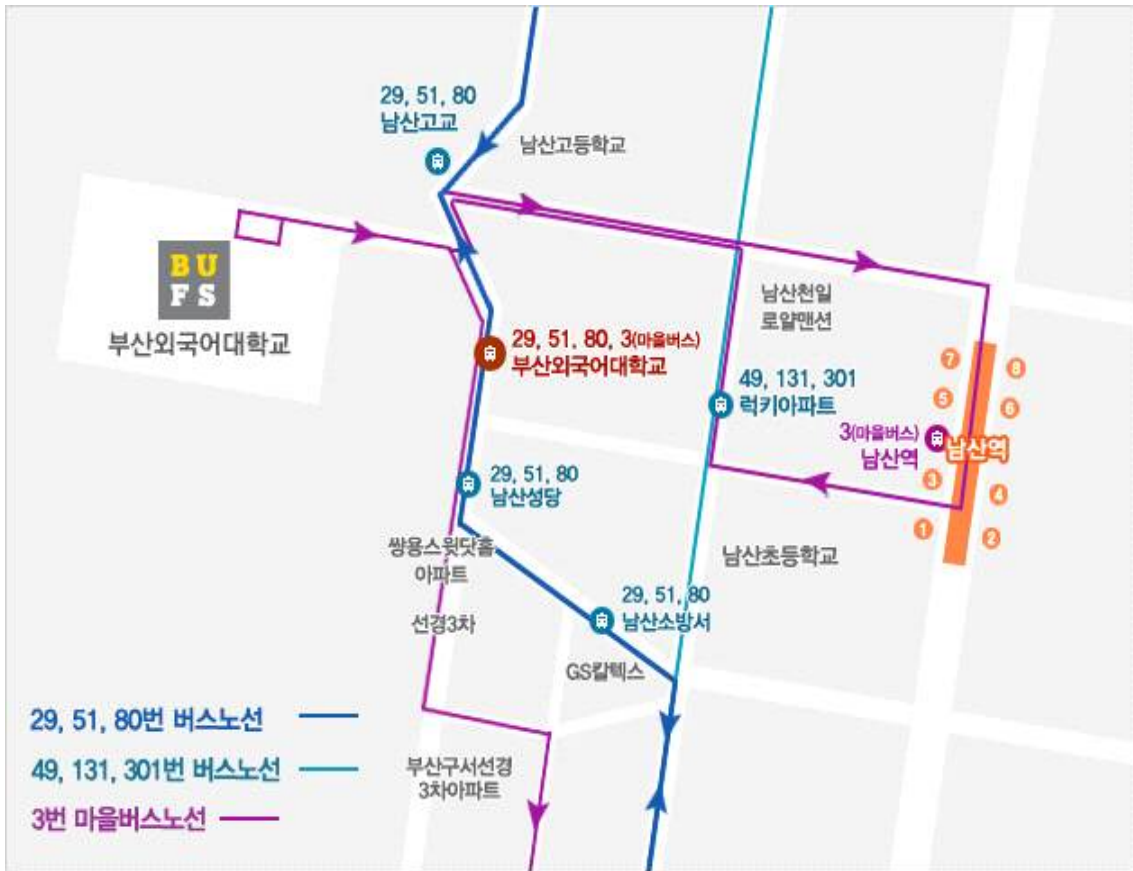 29, 51, 80
남산고교
남산고등학교
BU
FS
부산외국어대학교
남산천일
로얄맨션
29, 51, 80, 3(마을버스)
부산외국어대학교
49, 131, 301
럭키아파트
7
8
5
6
3(마을버스)
남산역
남산역
3
4
1
2
29, 51, 80
남산성당
쌍용스윗닷홈
아파트
남산초등학교
선경3차
29, 51, 80
남산소방서
GS칼텍스
29, 51, 80번 버스노선
49, 131, 301번 버스노선
3번 마을버스노선
부산구서선경
3차아파트